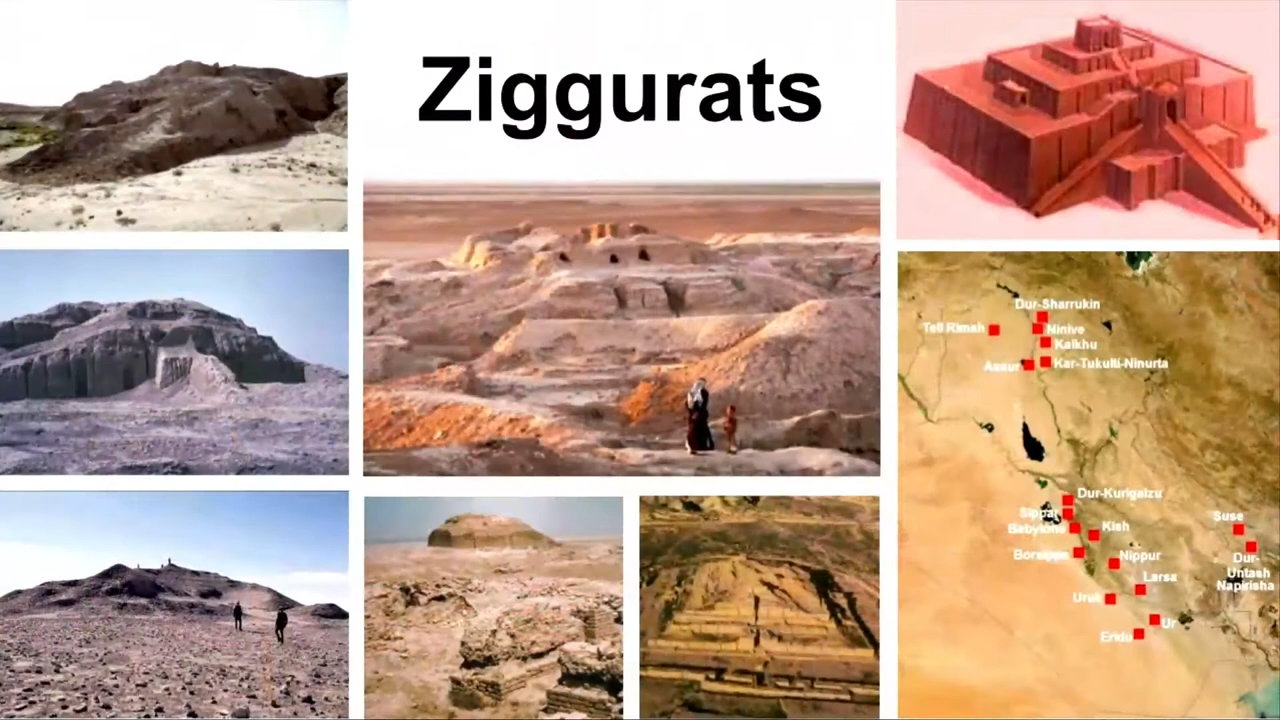 Ziggurats
Dur-Sharrukin
Tell Rimah
Ninive
Kalkhu
Assur
Kar-Tukulti-Ninurta
Dur-Kurigalzu
Sippar
Suse
Babylone
Kish
Borsippa
Nippur
Dur-
Untash
Napirisha
Larsa
Uruk
Ur
Eridu